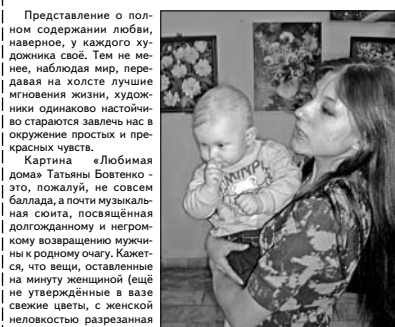 Представление о пол-
ном содержании любви,
наверное, у каждого ху-
дожника своё. Тем не ме-
нее, наблюдая мир, пере-
давая на холсте лучшие
мгновения жизни, худож-
ники одинаково настойчи-
во стараются завлечь нас в
окружение простых и пре-
красных чувств.
Картина «Любимая
дома» Татьяны Бовтенко -
это, пожалуй, не совсем
баллада, а почти музыкаль-
ная сюита, посвящённая
долгожданному и негром-
кому возвращению мужчи-
ны к родному очагу. Кажет-
ся, что вещи, оставленные
на минуту женщиной (ещё
не утверждённые в вазе
свежие цветы, с женской
неловкостью разрезанная